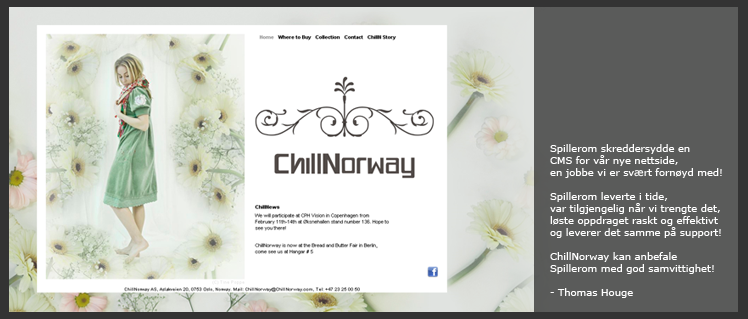 Home Where to Buy Collection Contact ChillN Story
ChillNorway
ChillNews
We will participate at CPH Vision in Copenhagen from
February 11th-14th at Øksnehallen stand number 136. Hope to
see you there!
ChillNorway is now at the Bread and Butter Fair in Berlin,
come see us at Hangar # 5
ChillNorway AS, Adalsveien 20, 0753 Oslo, Norway. Mail: ChillNorway@ChillNorway.com, Tel: +47 23 25 00 50
Spillerom skreddersydde en
CMS for vår nye nettside,
en jobbe vi er svært fornøyd med!
Spillerom leverte i tide,
var tilgjengelig når vi trengte det,
løste oppdraget raskt og effektivt
og leverer det samme på support!
ChillNorway kan anbefale
Spillerom med god samvittighet!
- Thomas Houge